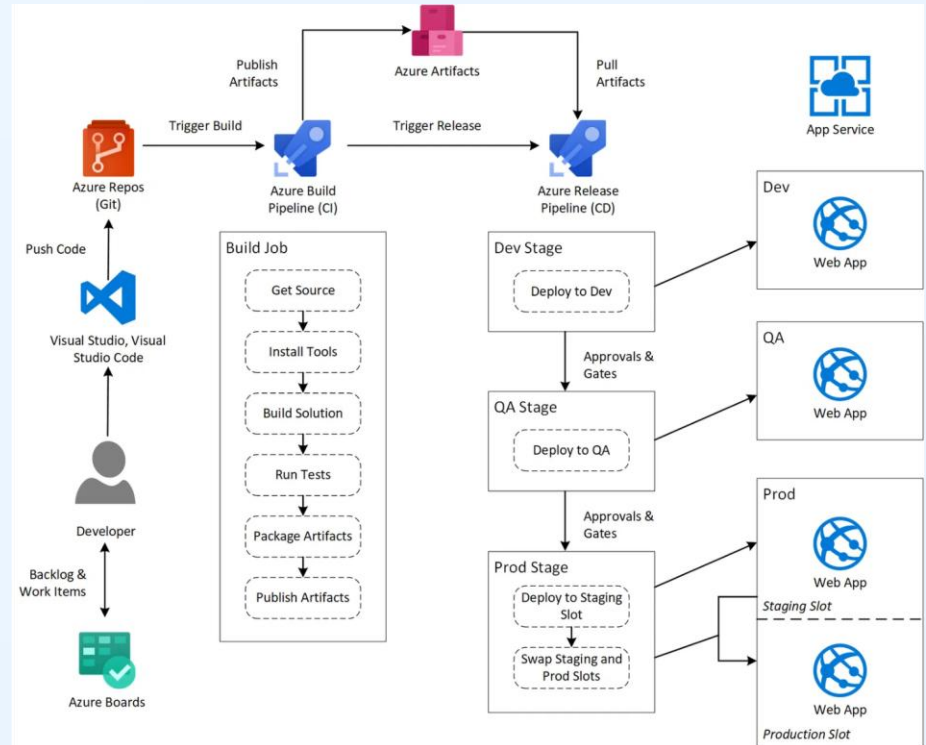 Publish
Artifacts
Azure Artifacts
Pull
Artifacts
App Service
Trigger Build
Trigger Release
Azure Repos
(Git)
Azure Build
Pipeline (CI)
Azure Release
Pipeline (CD)
Push Code
Visual Studio, Visual
Studio Code
Developer
Backlog &
Work Items
Azure Boards
Build Job
Get Source
Install Tools
Build Solution
Run Tests
Package Artifacts
Publish Artifacts
Dev Stage
Deploy to Dev
Approvals &
Gates
QA Stage
Deploy to QA
Approvals &
Gates
Prod Stage
Deploy to Staging
Slot
Swap Staging and
Prod Slots
Dev
Web App
QA
Web App
Prod
Web App
Staging Slot
Web App
Production Slot